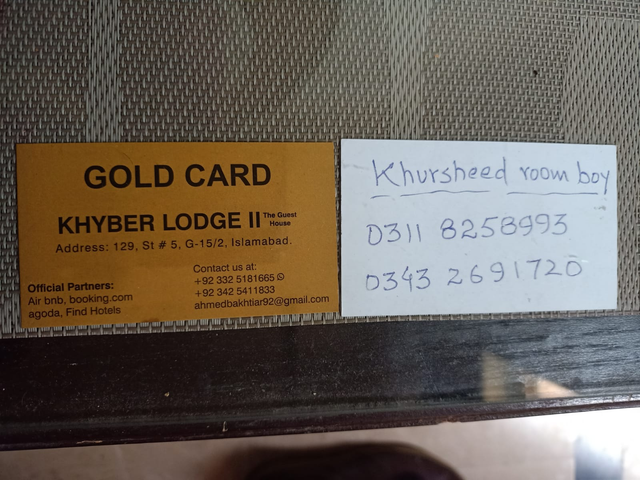 GOLD CARD
KHYBER LODGE II The Guest House
Address: 129, St # 5, G-15/2, Islamabad.
Official Partners:
Air bnb, booking.com
agoda, Find Hotels
Contact us at:
+92 332 5181665
+92 342 5411833
ahmedbakhtiar92@gmail.com
Khursheed room boy
0311 8258993
0343 2691720